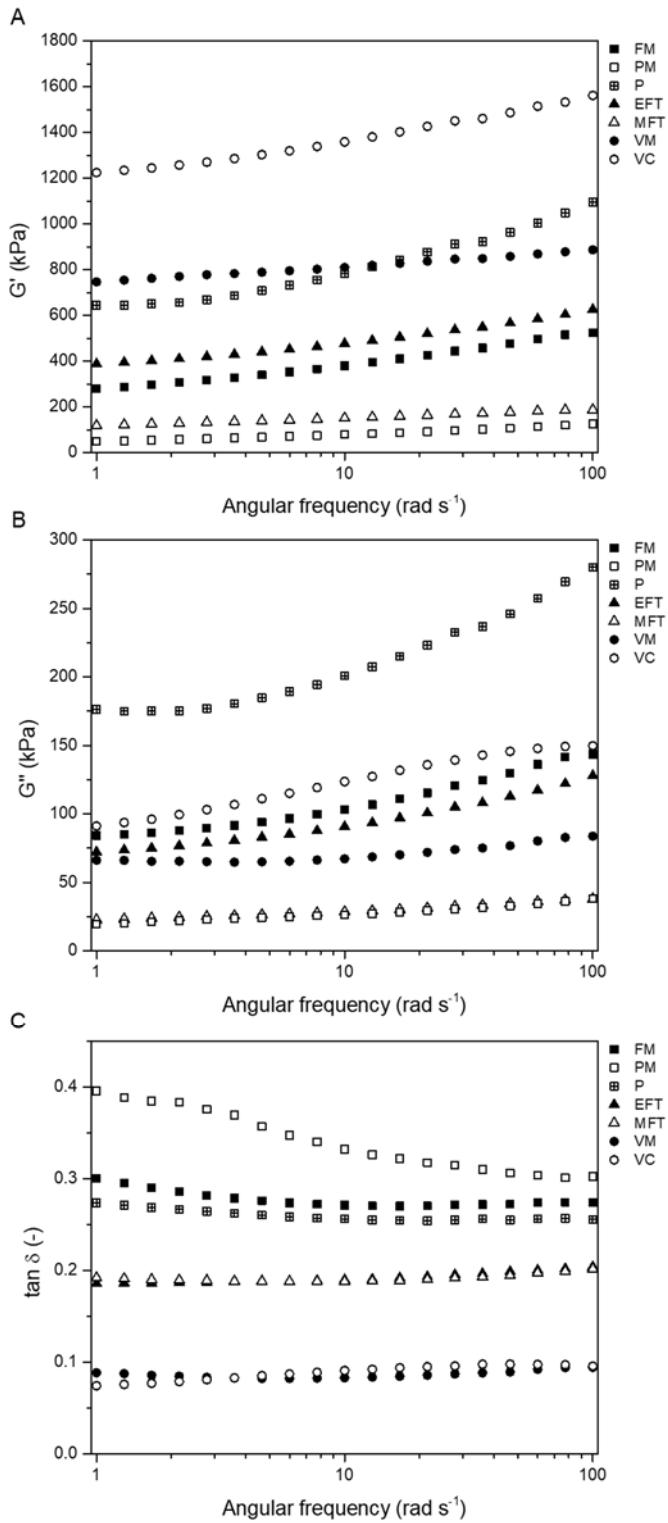 A
1800
1600
1400
1200
1000
800
600
400
200
0
G' (kPa)
1
10
100
Angular frequency (rad s⁻¹)
FM
PM
P
EFT
MFT
VM
VC
B
300
250
200
150
100
50
0
G" (kPa)
1
10
100
Angular frequency (rad s⁻¹)
FM
PM
P
EFT
MFT
VM
VC
C
0.4
0.3
0.2
0.1
0.0
tan δ (-)
1
10
100
Angular frequency (rad s⁻¹)
FM
PM
P
EFT
MFT
VM
VC